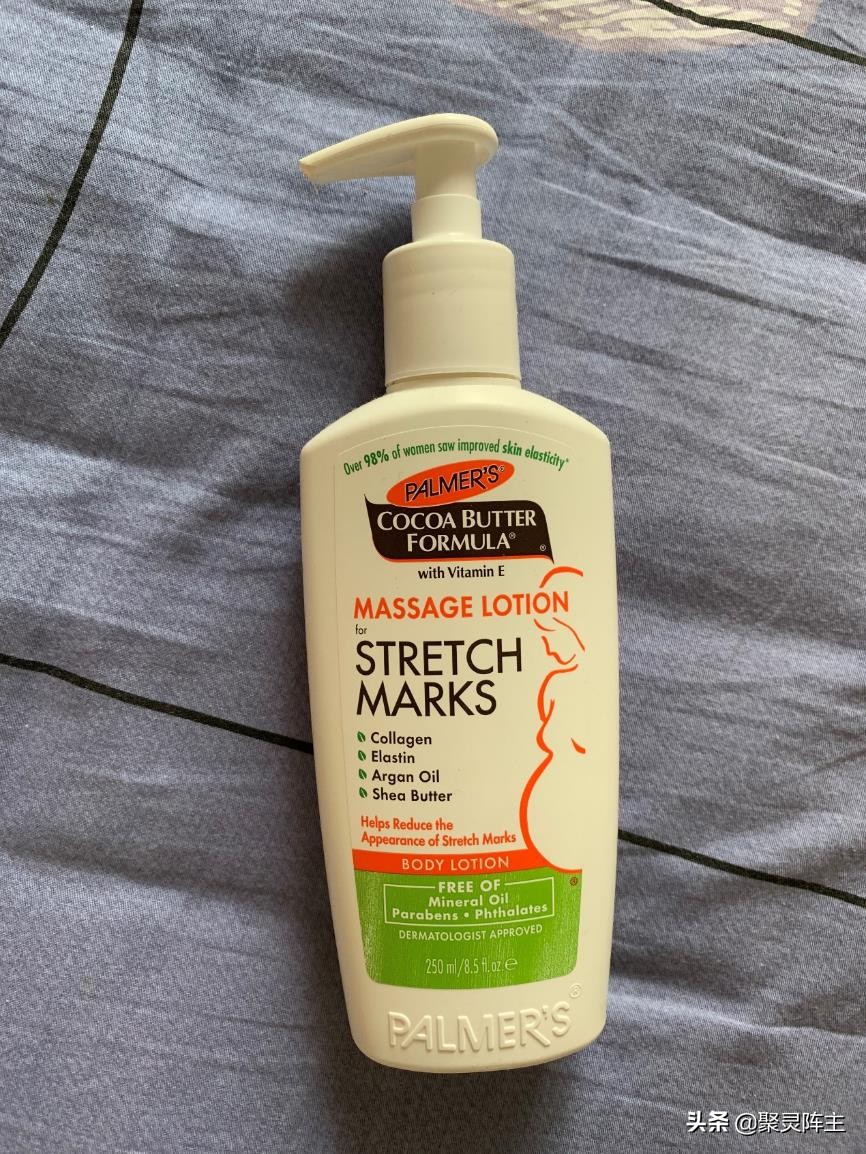 Over 98% of women saw improved skin elasticity*
PALMER'S®
COCOA BUTTER
FORMULA®
®
with Vitamin E
MASSAGE LOTION
for
STRETCH
MARKS
Collagen
Elastin
Argan Oil
Shea Butter
Helps Reduce the
Appearance of Stretch Marks
BODY LOTION
®
FREE OF
Mineral Oil
Parabens • Phthalates
DERMATOLOGIST APPROVED
250 ml/8.5 fl. oz. ℮
PALMER'S®
头条 @聚灵阵主